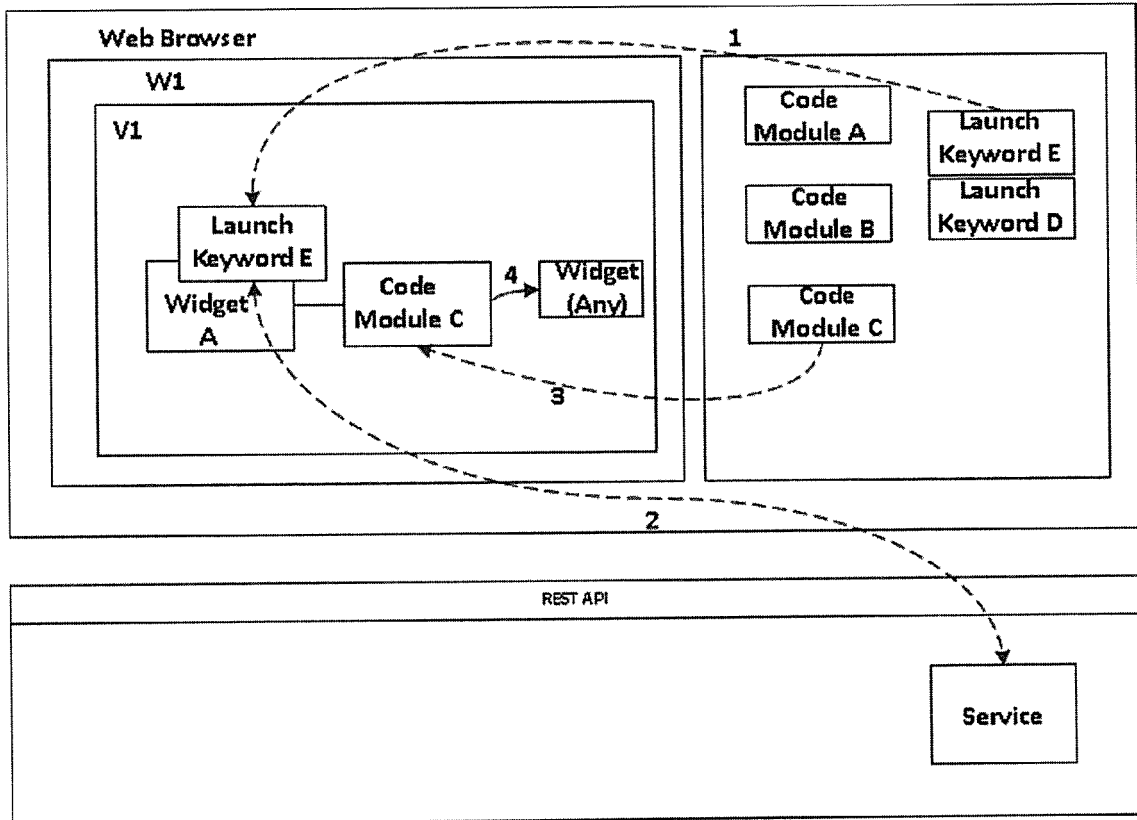 Web Browser
1
W1
V1
Code
Module A
Launch
Keyword E
Code
Module B
Launch
Keyword D
Launch
Keyword E
Widget
A
Code
Module C
4
Widget
(Any)
Code
Module C
3
2
REST API
Service